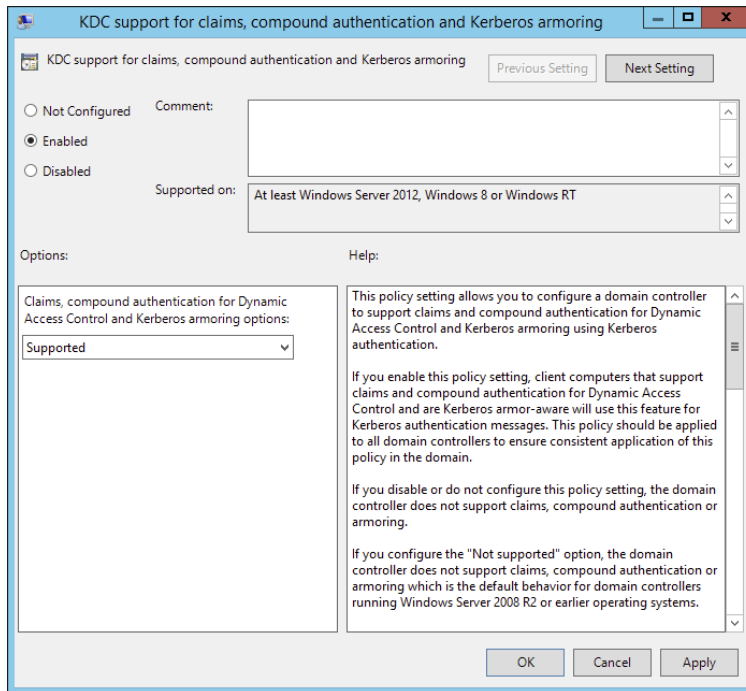 KDC support for claims, compound authentication and Kerberos armoring
KDC support for claims, compound authentication and Kerberos armoring
Previous Setting
Next Setting
Not Configured
Comment:
Enabled
Disabled
Supported on:
At least Windows Server 2012, Windows 8 or Windows RT
Options:
Help:
Claims, compound authentication for Dynamic
Access Control and Kerberos armoring options:
Supported
This policy setting allows you to configure a domain controller
to support claims and compound authentication for Dynamic
Access Control and Kerberos armoring using Kerberos
authentication.
If you enable this policy setting, client computers that support
claims and compound authentication for Dynamic Access
Control and are Kerberos armor-aware will use this feature for
Kerberos authentication messages. This policy should be applied
to all domain controllers to ensure consistent application of this
policy in the domain.
If you disable or do not configure this policy setting, the domain
controller does not support claims, compound authentication or
armoring.
If you configure the "Not supported" option, the domain
controller does not support claims, compound authentication or
armoring which is the default behavior for domain controllers
running Windows Server 2008 R2 or earlier operating systems.
OK
Cancel
Apply